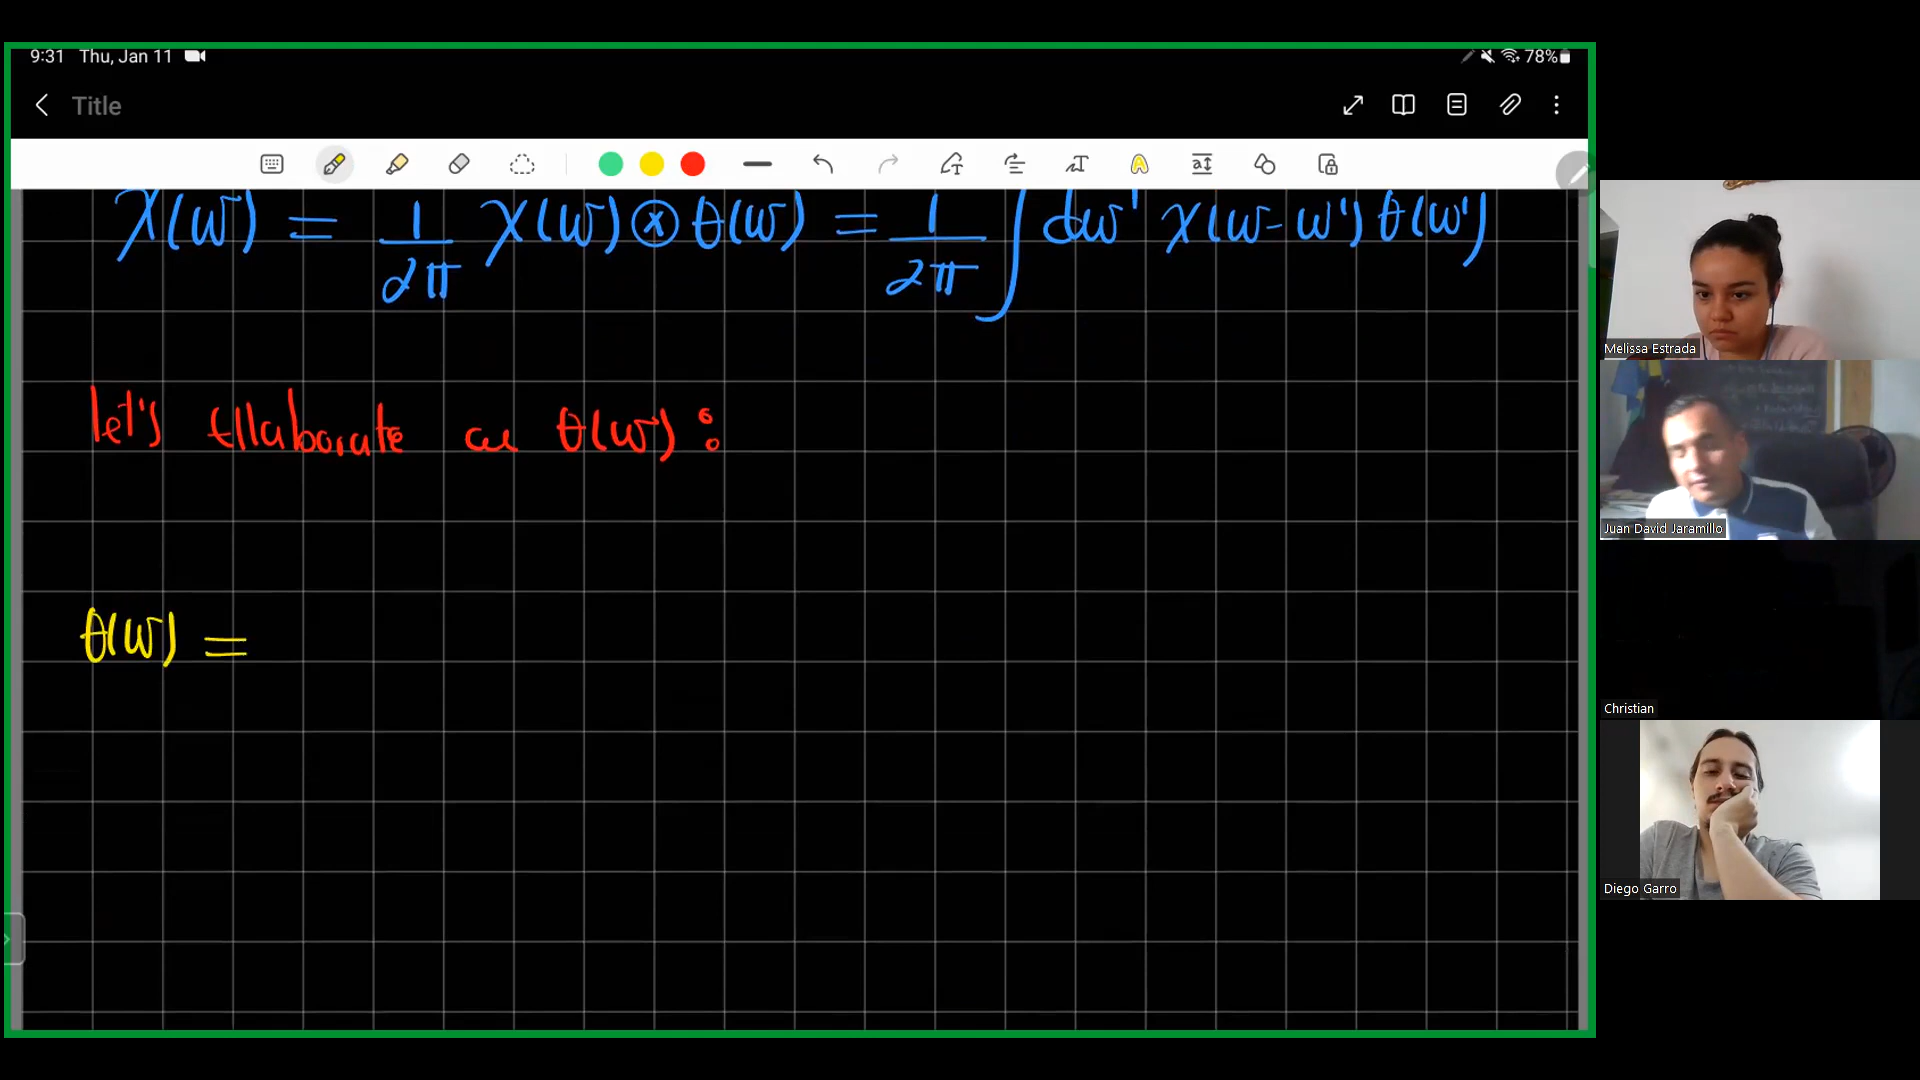 9:31 Thu, Jan 11 78%
Title
χ(ω) = 1/2π χ(ω) ⊛ θ(ω) = 1/2π ∫ dω' χ(ω-ω') θ(ω')
let's ellaborate on θ(ω) :
θ(ω) =
Melissa Estrada
Juan David Jaramillo
Christian
Diego Garro